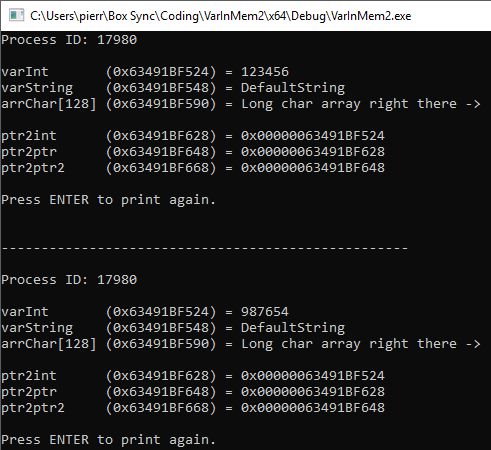 C:\Users\pierr\Box Sync\Coding\VarInMem2\x64\Debug\VarInMem2.exe
Process ID: 17980
varInt (0x63491BF524) = 123456
varString (0x63491BF548) = DefaultString
arrChar[128] (0x63491BF590) = Long char array right there ->
ptr2int (0x63491BF628) = 0x00000063491BF524
ptr2ptr (0x63491BF648) = 0x00000063491BF628
ptr2ptr2 (0x63491BF668) = 0x00000063491BF648
Press ENTER to print again.
---------------------------------------------------
Process ID: 17980
varInt (0x63491BF524) = 987654
varString (0x63491BF548) = DefaultString
arrChar[128] (0x63491BF590) = Long char array right there ->
ptr2int (0x63491BF628) = 0x00000063491BF524
ptr2ptr (0x63491BF648) = 0x00000063491BF628
ptr2ptr2 (0x63491BF668) = 0x00000063491BF648
Press ENTER to print again.